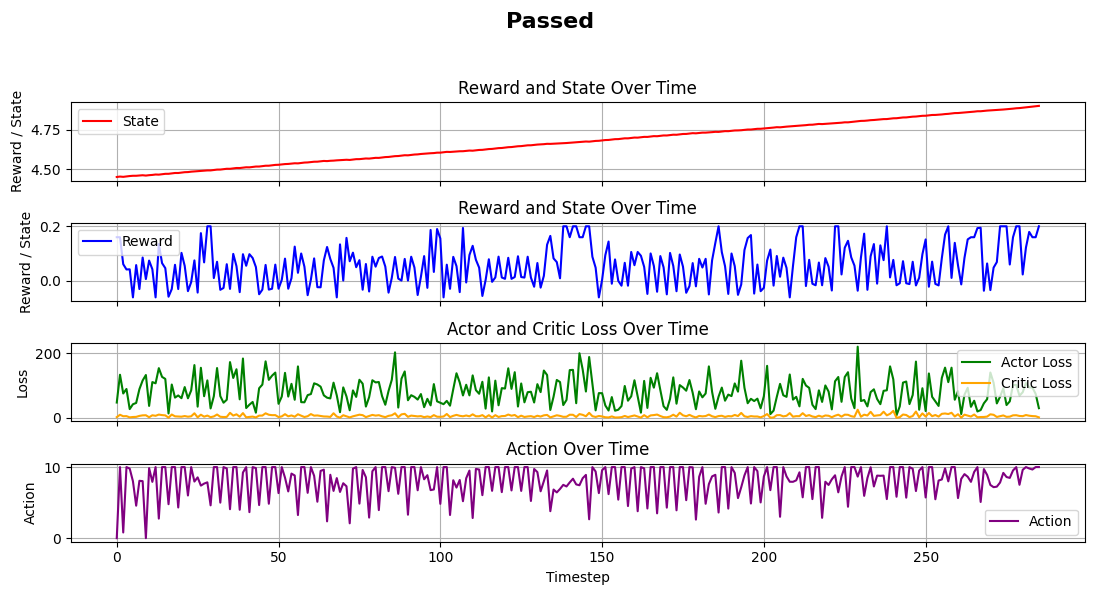 Passed
Reward and State Over Time
Reward / State
4.75
4.50
State
Reward and State Over Time
Reward / State
0.2
0.0
Reward
Actor and Critic Loss Over Time
Loss
200
0
Actor Loss
Critic Loss
Action Over Time
Action
10
0
Action
0
50
100
150
200
250
Timestep